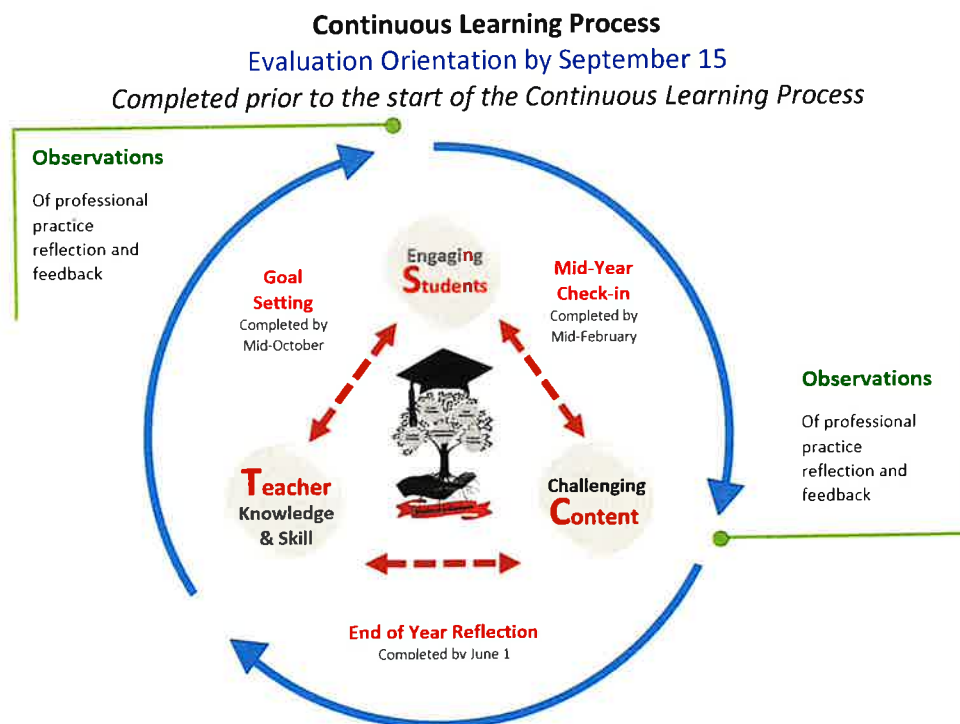 Continuous Learning Process
Evaluation Orientation by September 15
Completed prior to the start of the Continuous Learning Process
Observations
Of professional
practice
reflection and
feedback
Goal
Setting
Completed by
Mid-October
Engaging
Students
Mid-Year
Check-in
Completed by
Mid-February
Observations
Of professional
practice
reflection and
feedback
Teacher
Knowledge
& Skill
Challenging
Content
End of Year Reflection
Completed by June 1